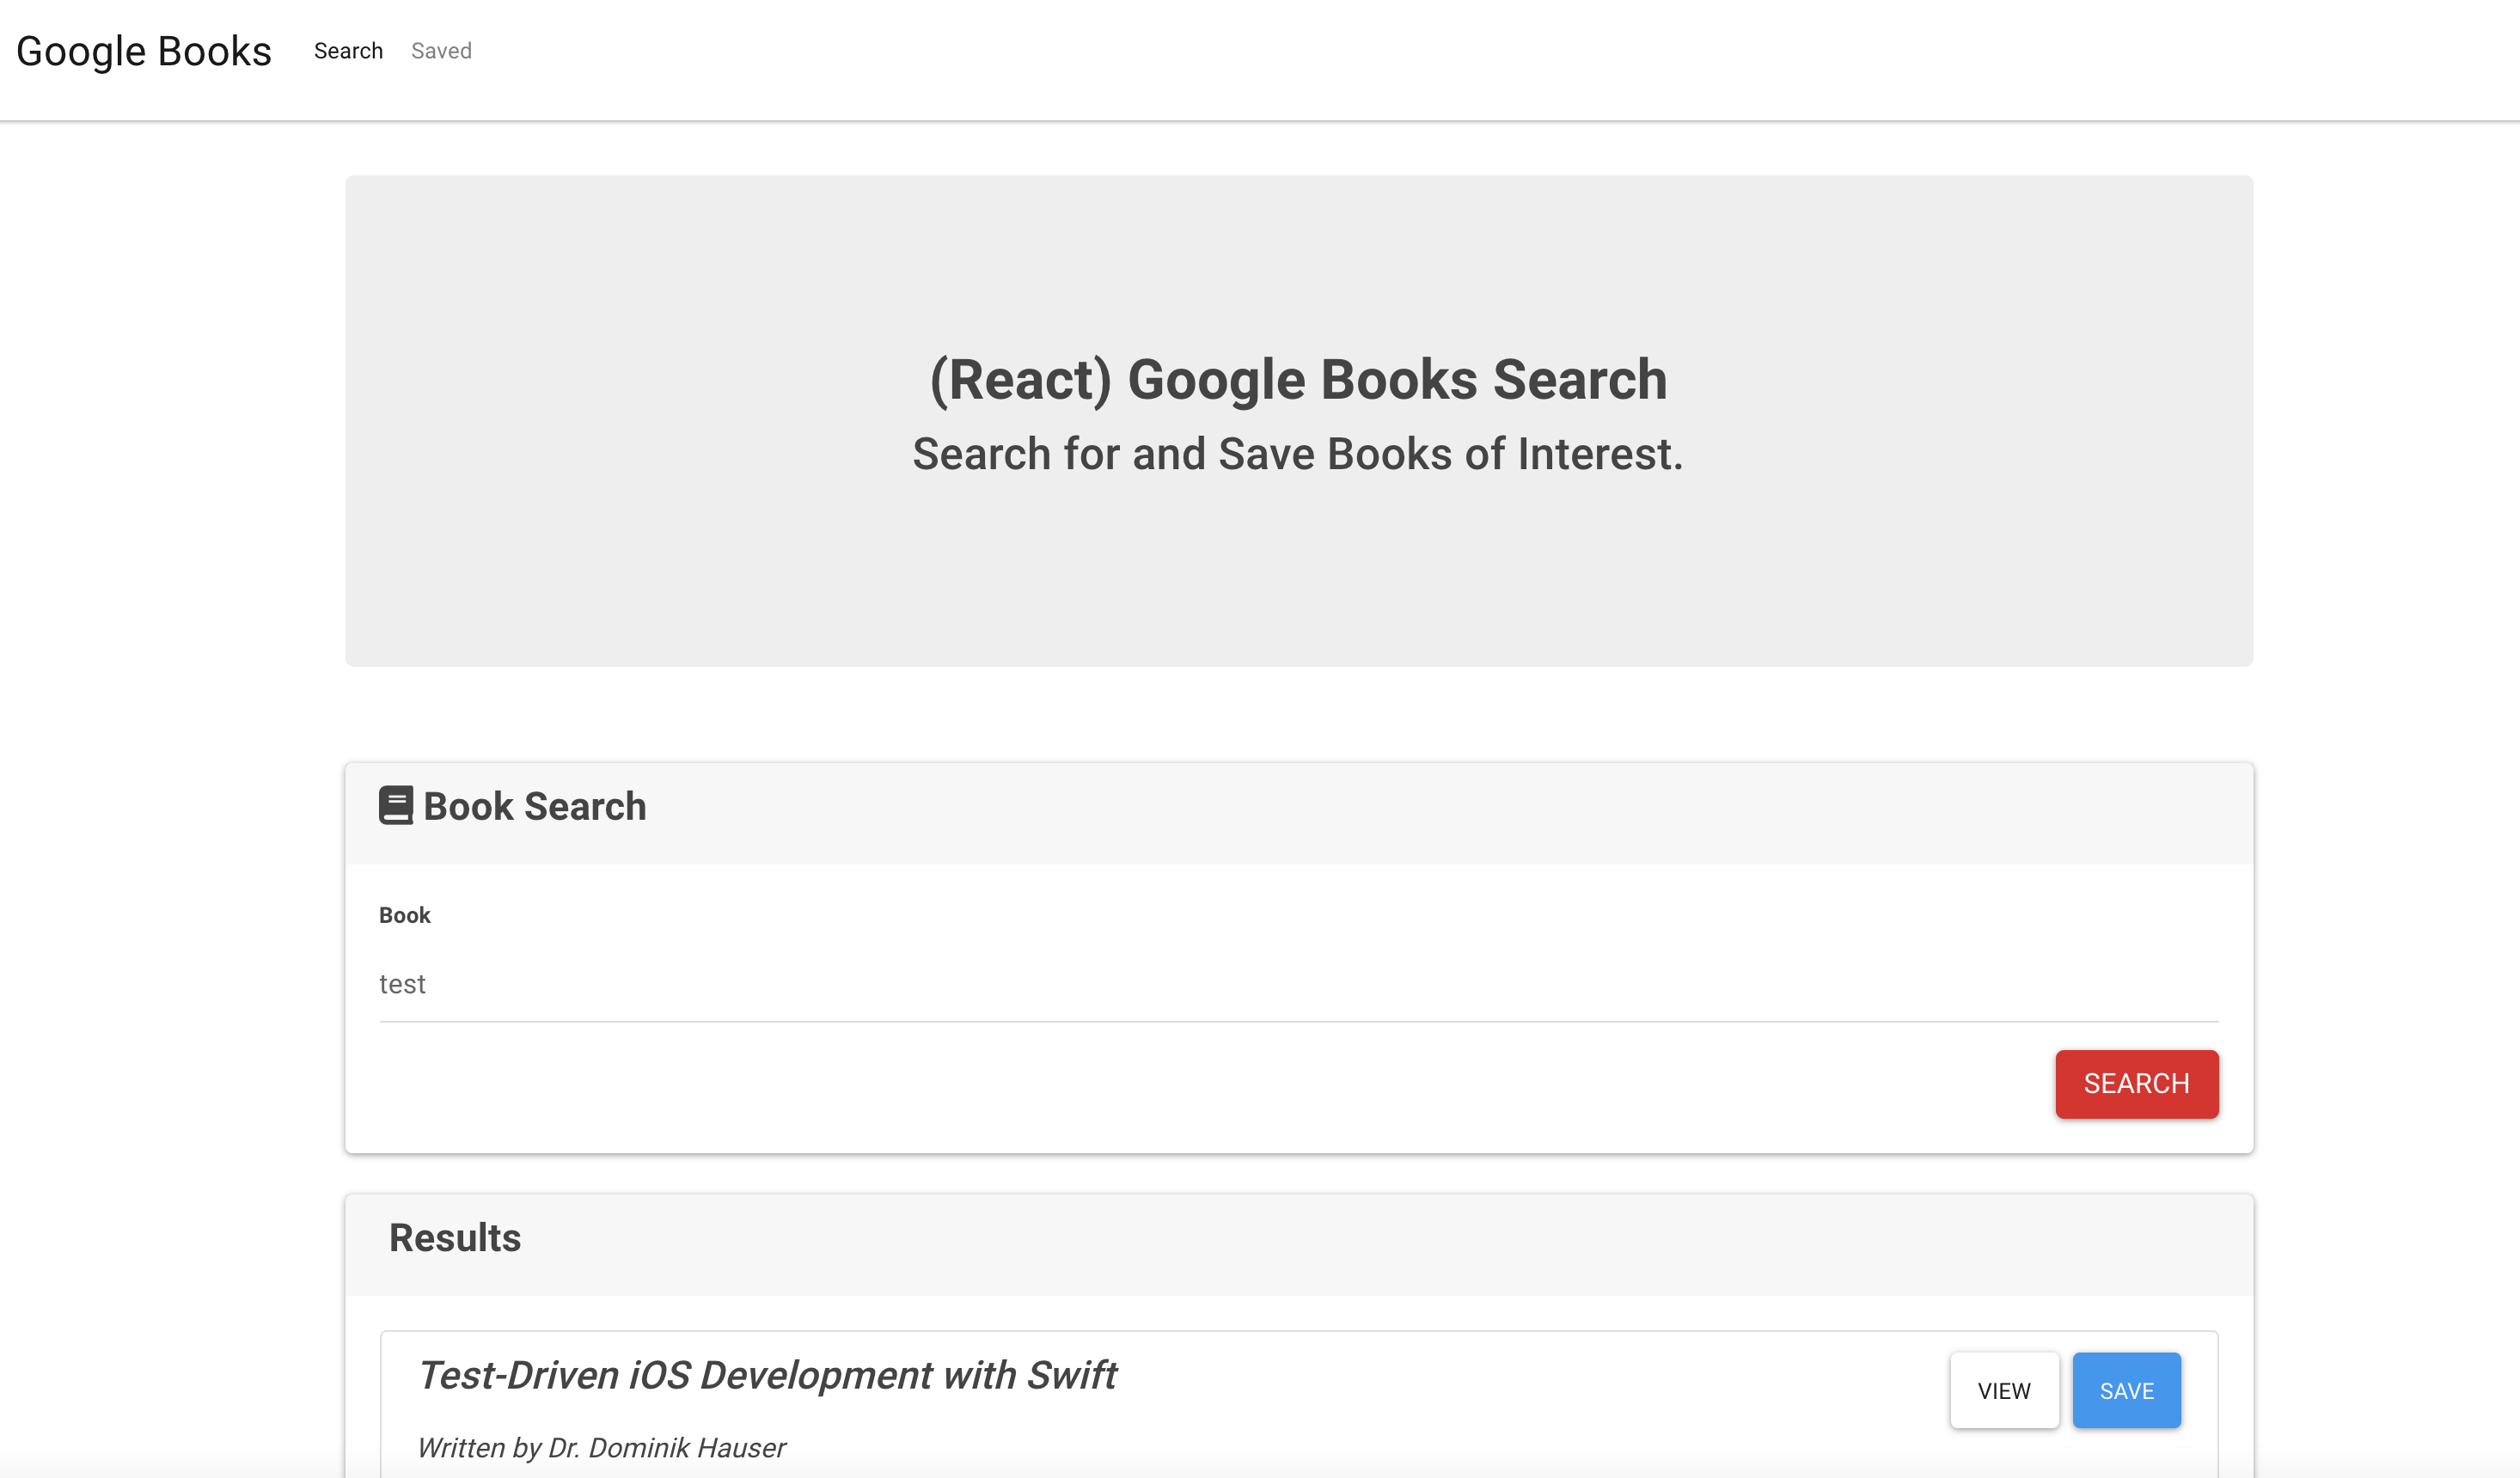 Google Books Search Saved
(React) Google Books Search
Search for and Save Books of Interest.
Book Search
Book
test
SEARCH
Results
Test-Driven iOS Development with Swift
VIEW SAVE
Written by Dr. Dominik Hauser